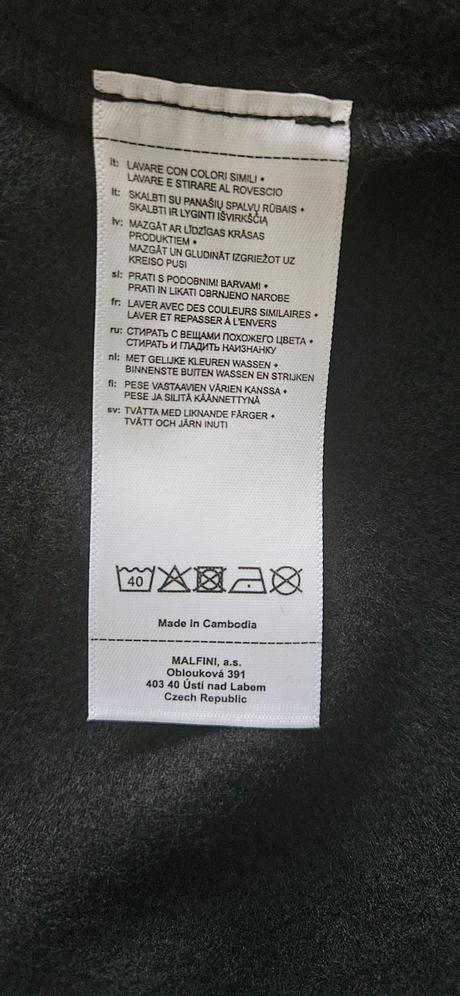 it: LAVARE CON COLORI SIMILI •
LAVARE E STIRARE AL ROVESCIO
lt: SKALBTI SU PANAŠIŲ SPALVŲ RŪBAIS •
SKALBTI IR LYGINTI IŠVIRKŠČIĄ
lv: MAZGĀT AR LĪDZĪGAS KRĀSAS
PRODUKTIEM •
MAZGĀT UN GLUDINĀT IZGRIEŽOT UZ
KREISO PUSI
sl: PRATI S PODOBNIMI BARVAMI •
PRATI IN LIKATI OBRNJENO NAROBE
fr: LAVER AVEC DES COULEURS SIMILAIRES •
LAVER ET REPASSER À L'ENVERS
ru: СТИРАТЬ С ВЕЩАМИ ПОХОЖЕГО ЦВЕТА •
СТИРАТЬ И ГЛАДИТЬ НАИЗНАНКУ
nl: MET GELIJKE KLEUREN WASSEN •
BINNENSTE BUITEN WASSEN EN STRIJKEN
fi: PESE VASTAAVIEN VÄRIEN KANSSA •
PESE JA SILITÄ KÄÄNNETTYNÄ
sv: TVÄTTA MED LIKNANDE FÄRGER •
TVÄTT OCH JÄRN INUTI
40
Made in Cambodia
MALFINI, a.s.
Oblouková 391
403 40 Ústí nad Labem
Czech Republic